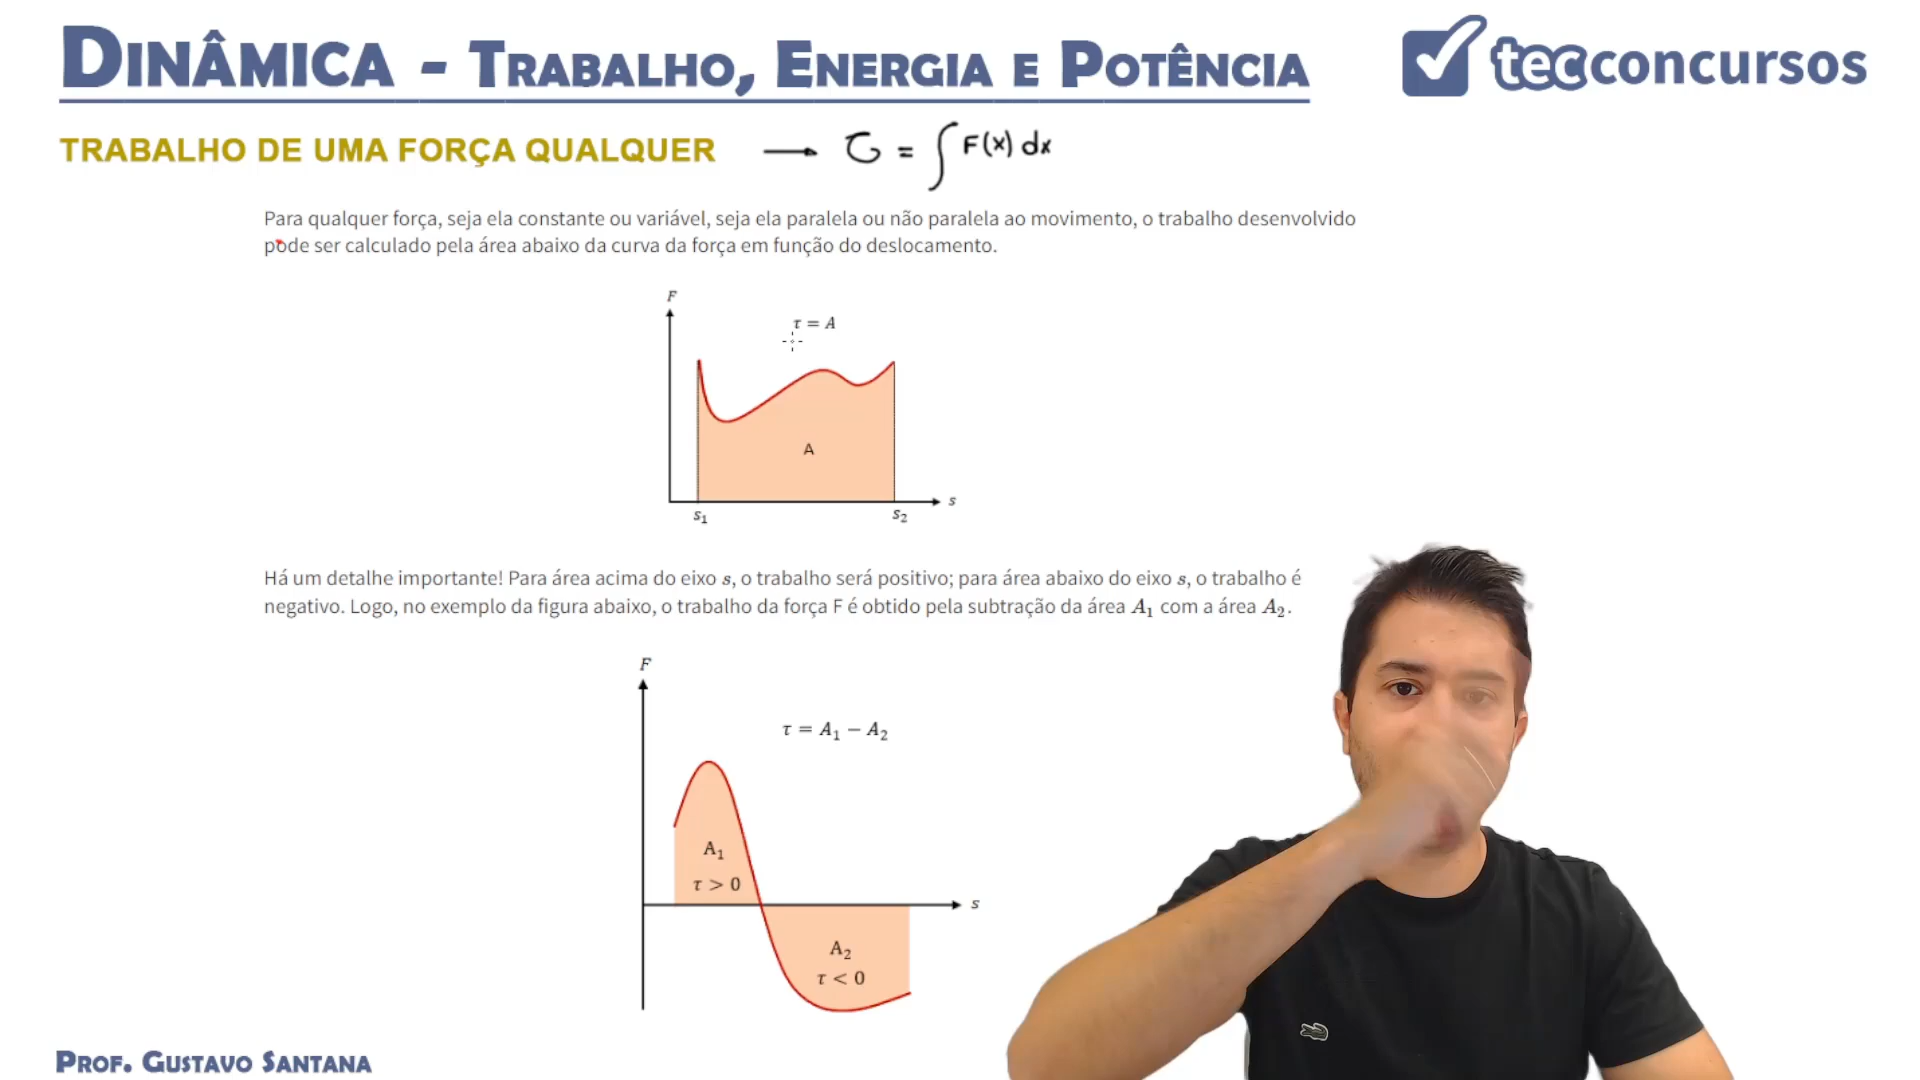 DINÂMICA - TRABALHO, ENERGIA E POTÊNCIA
tecconcursos
TRABALHO DE UMA FORÇA QUALQUER → τ = ∫ F(x) dx
Para qualquer força, seja ela constante ou variável, seja ela paralela ou não paralela ao movimento, o trabalho desenvolvido
pode ser calculado pela área abaixo da curva da força em função do deslocamento.
F
τ = A
A
s
s₁ s₂
Há um detalhe importante! Para área acima do eixo s, o trabalho será positivo; para área abaixo do eixo s, o trabalho é
negativo. Logo, no exemplo da figura abaixo, o trabalho da força F é obtido pela subtração da área A₁ com a área A₂.
F
τ = A₁ − A₂
A₁
τ > 0
s
A₂
τ < 0
PROF. GUSTAVO SANTANA